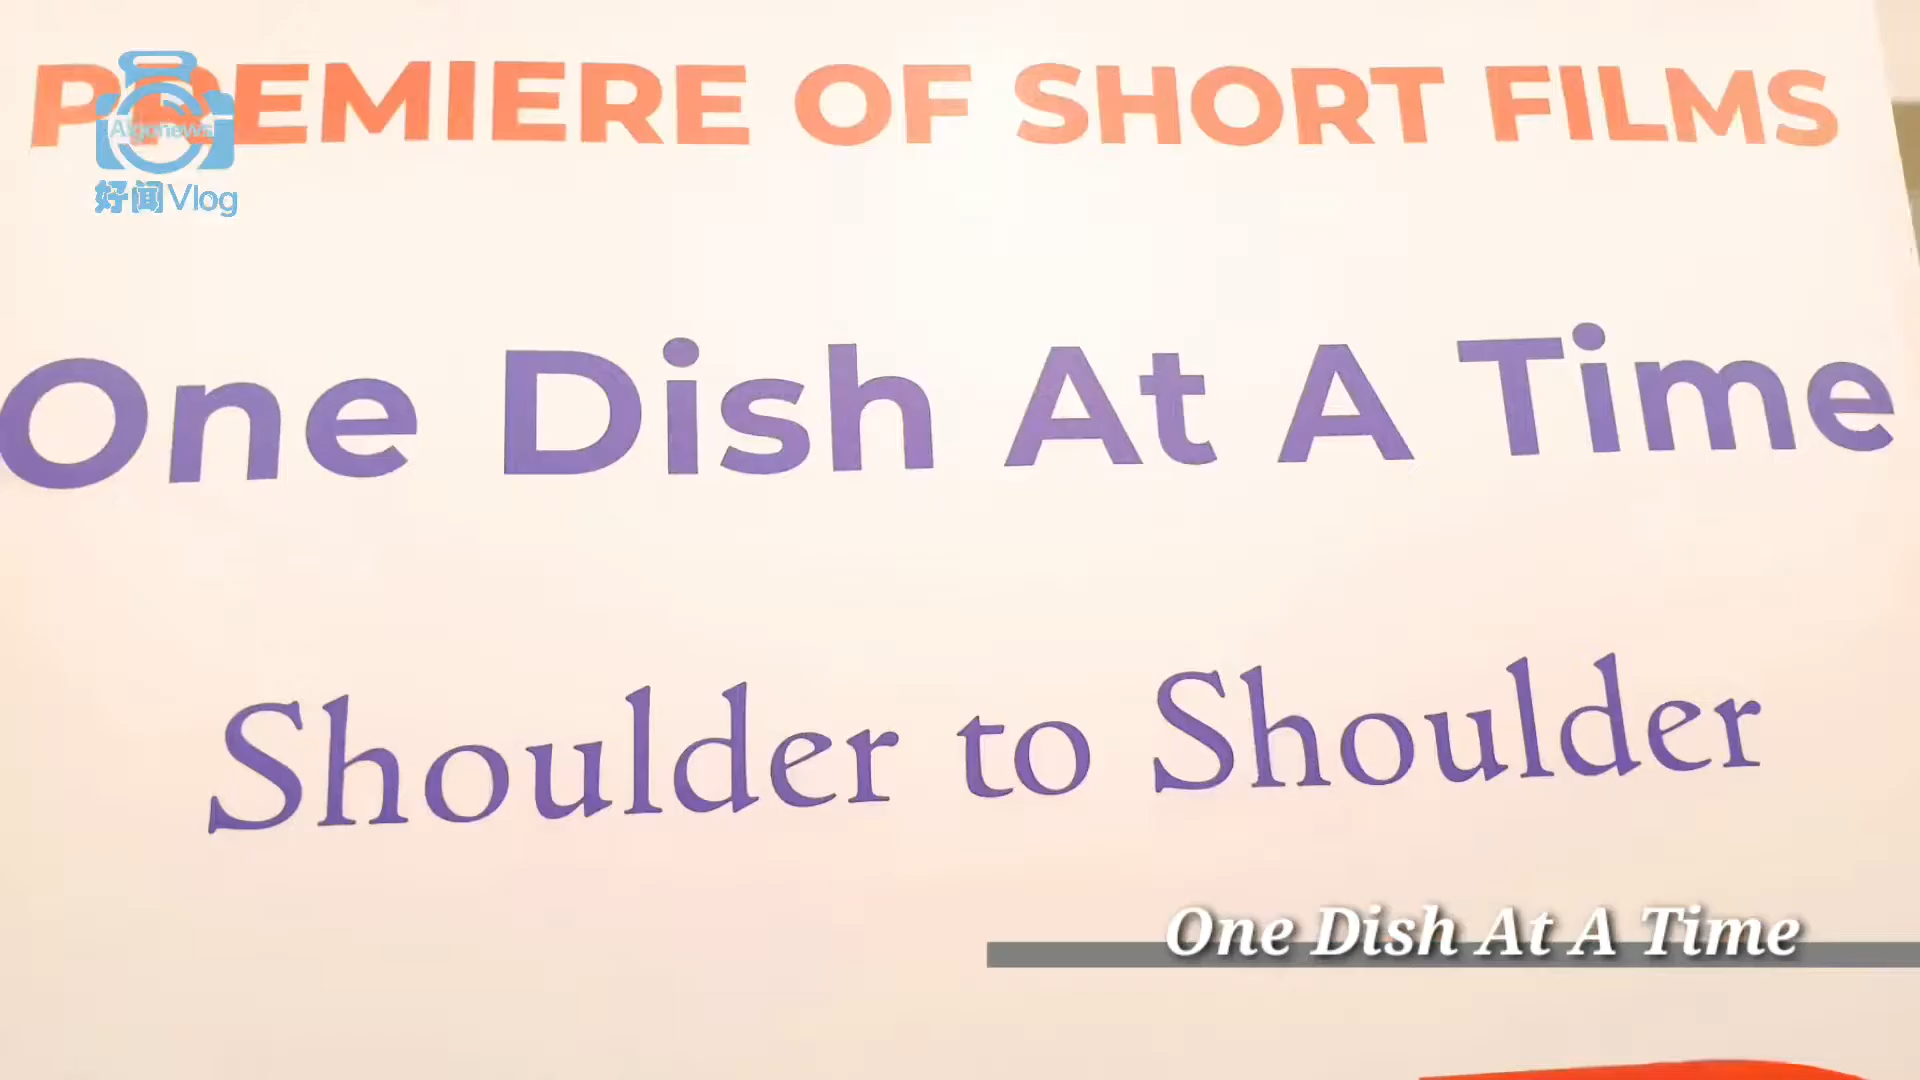 PREMIERE OF SHORT FILMS
Aigonews
好闻Vlog
One Dish At A Time
Shoulder to Shoulder
One Dish At A Time